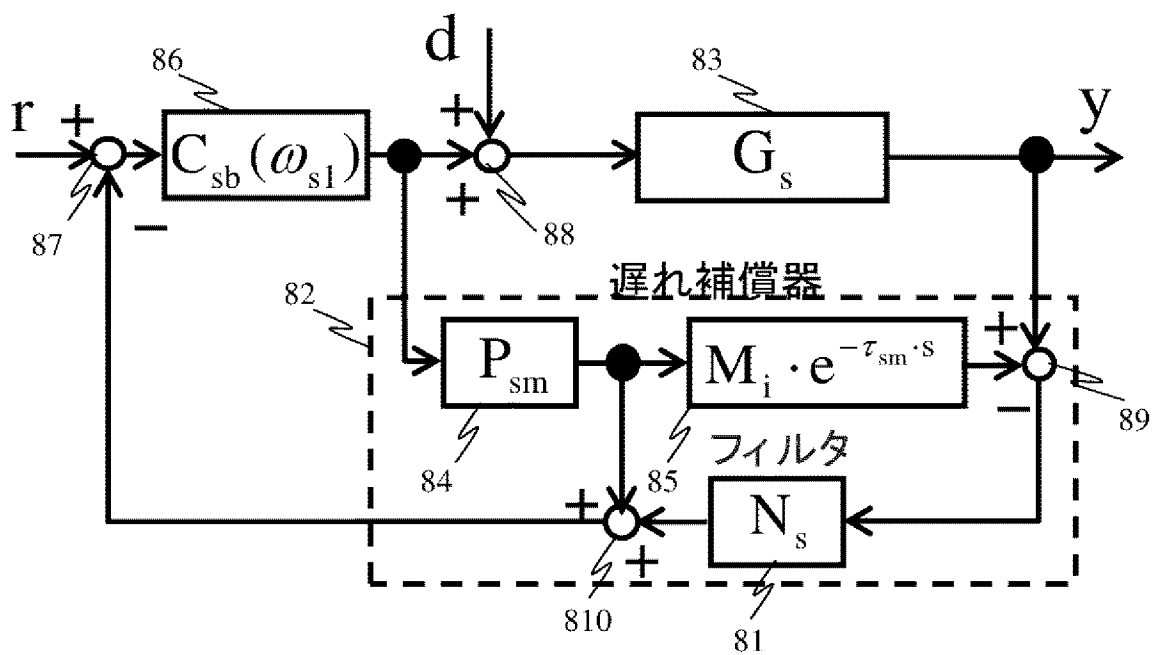 86
d
83
r
+
C_sb(ω_s1)
+
+
G_s
y
−
87
88
遅れ補償器
82
P_sm
M_i · e^{−τ_sm·s}
+
−
89
84
85
フィルタ
+
N_s
+
810
81